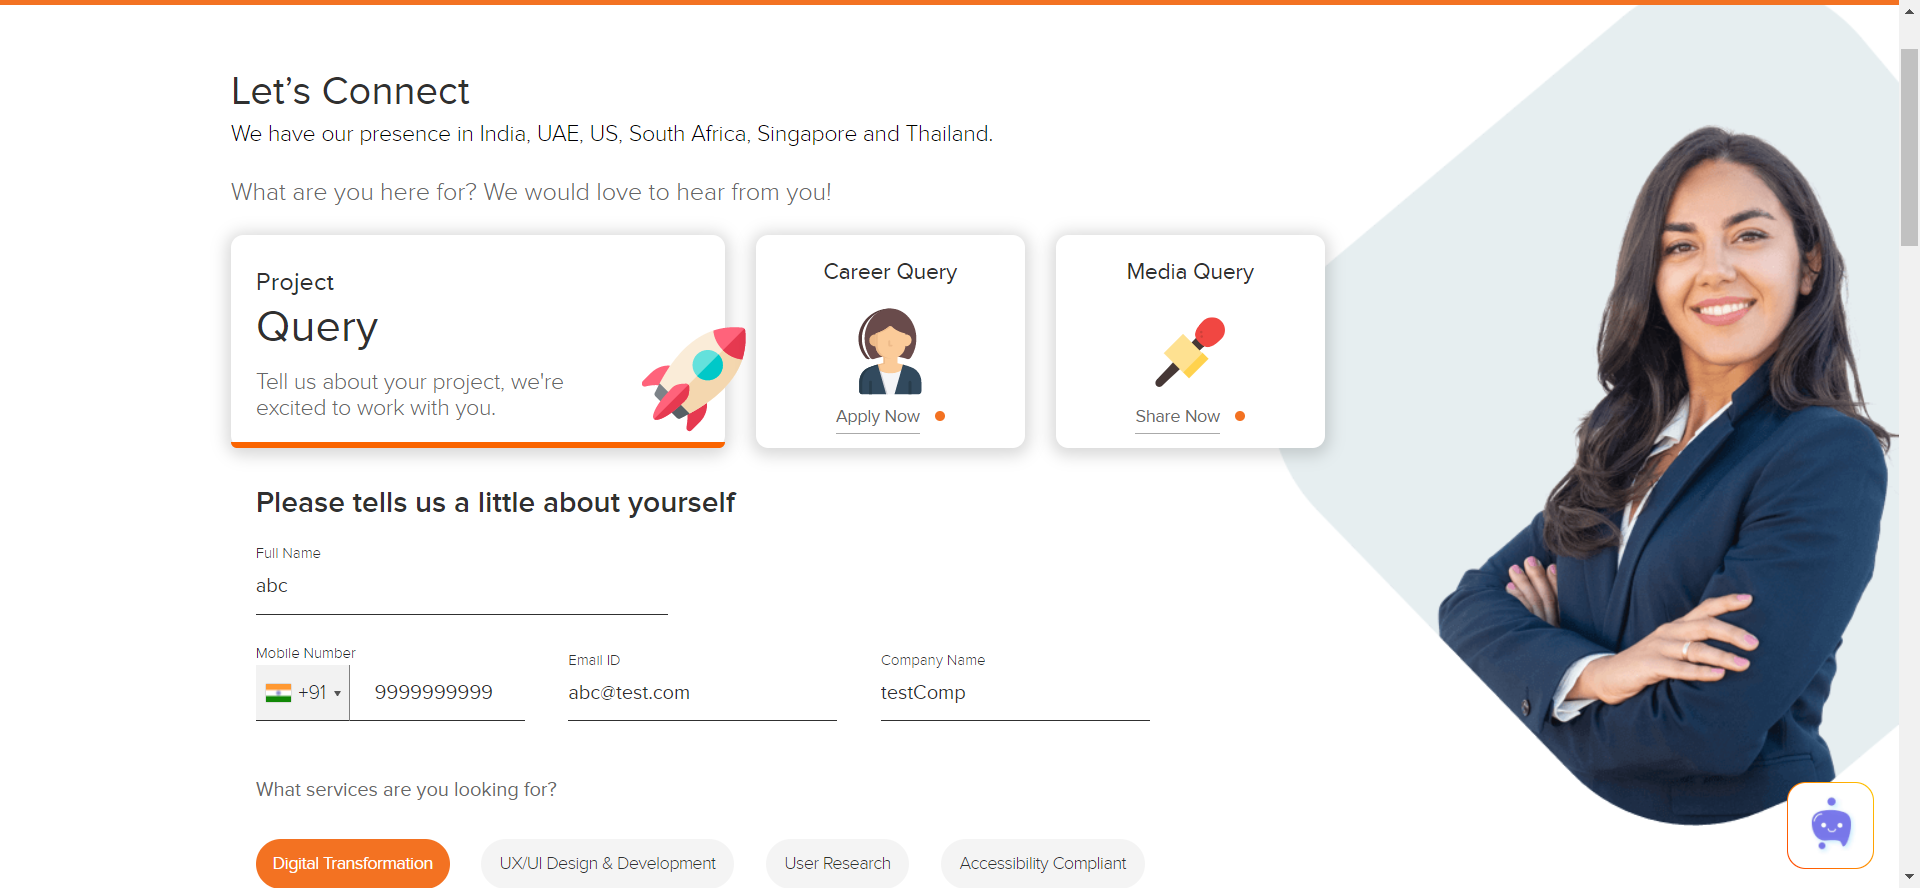 Let’s Connect
We have our presence in India, UAE, US, South Africa, Singapore and Thailand.
What are you here for? We would love to hear from you!
Project
Query
Tell us about your project, we're
excited to work with you.
Career Query
Apply Now
Media Query
Share Now
Please tells us a little about yourself
Full Name
abc
Mobile Number
+91
9999999999
Email ID
abc@test.com
Company Name
testComp
What services are you looking for?
Digital Transformation
UX/UI Design & Development
User Research
Accessibility Compliant